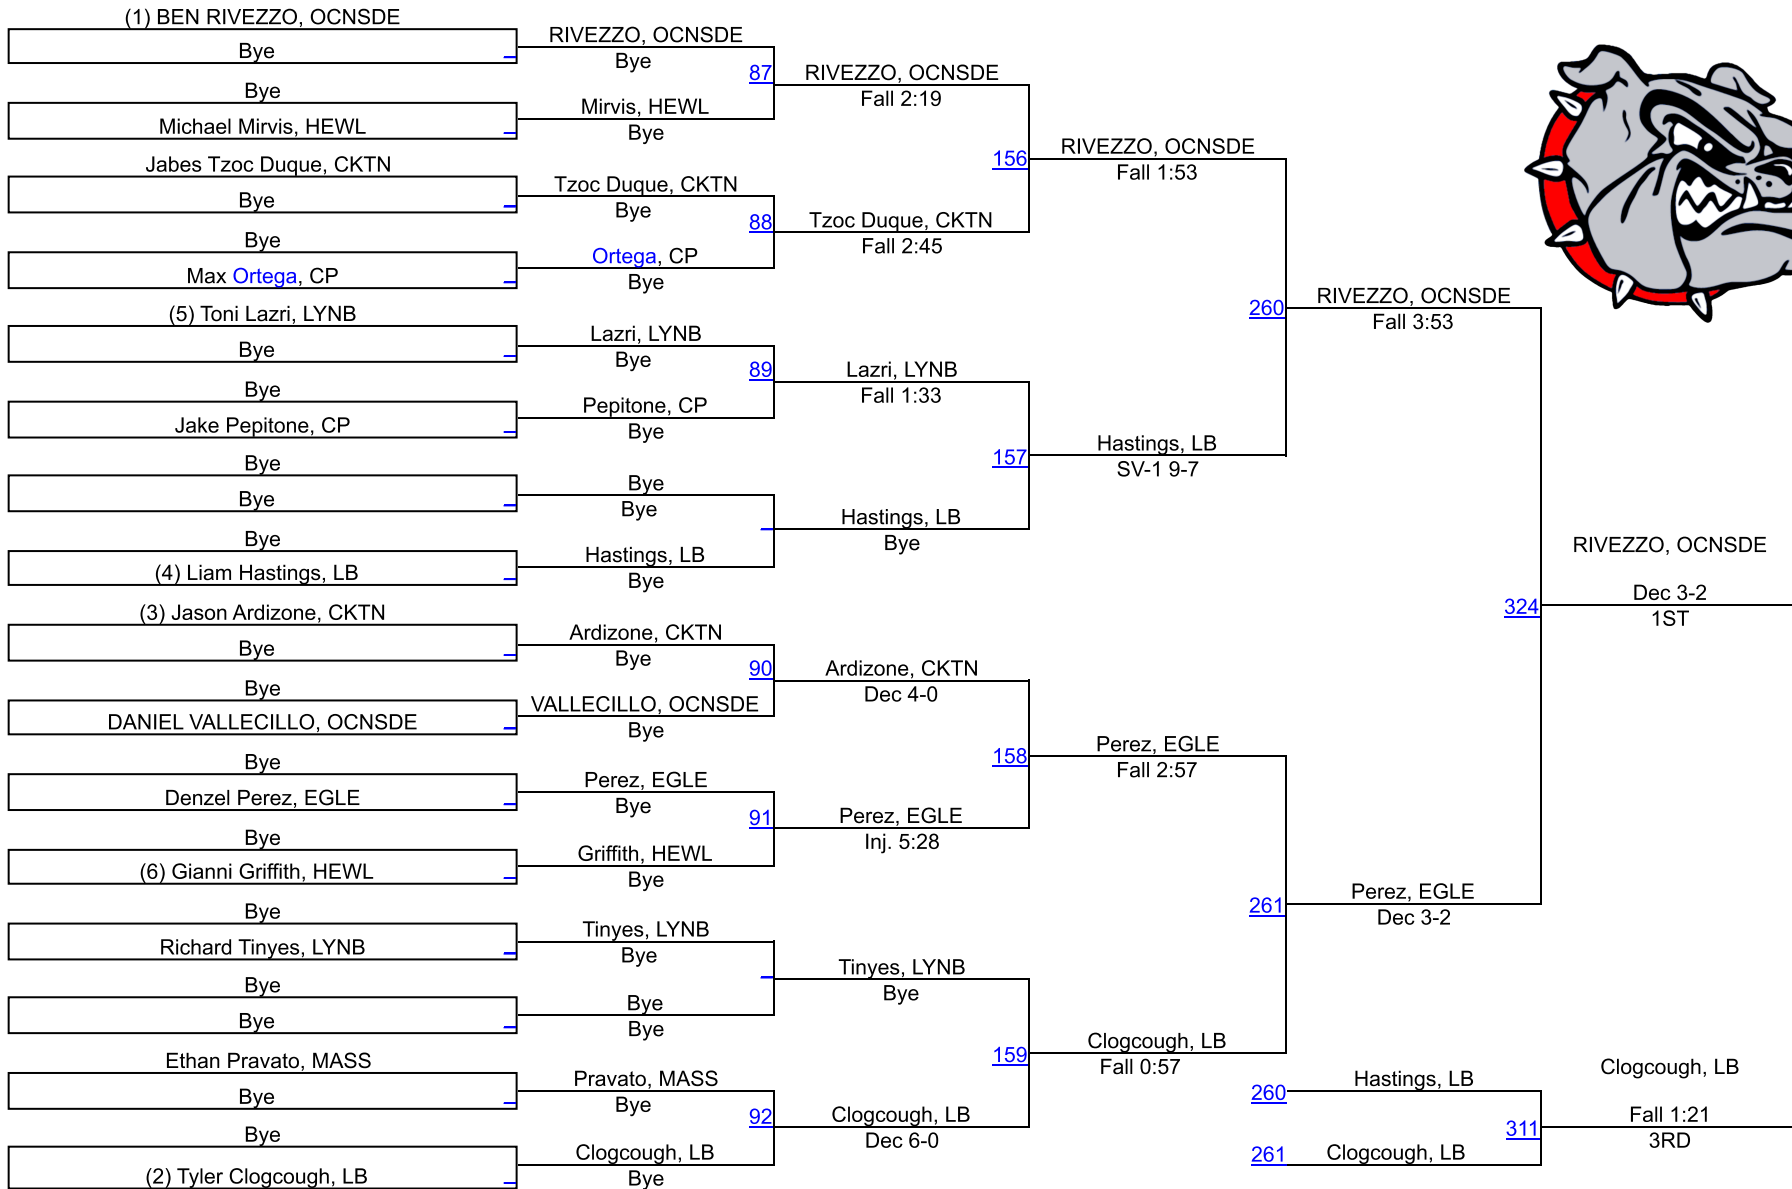 (1) BEN RIVEZZO, OCNSDE
Bye
Bye
Michael Mirvis, HEWL
Jabes Tzoc Duque, CKTN
Bye
Bye
Max Ortega, CP
(5) Toni Lazri, LYNB
Bye
Bye
Jake Pepitone, CP
Bye
Bye
Bye
(4) Liam Hastings, LB
(3) Jason Ardizone, CKTN
Bye
Bye
DANIEL VALLECILLO, OCNSDE
Bye
Denzel Perez, EGLE
Bye
(6) Gianni Griffith, HEWL
Bye
Richard Tinyes, LYNB
Bye
Bye
Ethan Pravato, MASS
Bye
Bye
(2) Tyler Clogcough, LB
RIVEZZO, OCNSDE
Bye
87
Mirvis, HEWL
Bye
Tzoc Duque, CKTN
Bye
88
Ortega, CP
Bye
Lazri, LYNB
Bye
89
Pepitone, CP
Bye
Bye
Bye
Hastings, LB
Bye
Ardizone, CKTN
Bye
90
VALLECILLO, OCNSDE
Bye
Perez, EGLE
Bye
91
Griffith, HEWL
Bye
Tinyes, LYNB
Bye
Bye
Bye
Pravato, MASS
Bye
92
Clogcough, LB
Bye
RIVEZZO, OCNSDE
Fall 2:19
156
Tzoc Duque, CKTN
Fall 2:45
Lazri, LYNB
Fall 1:33
157
Hastings, LB
Bye
Ardizone, CKTN
Dec 4-0
158
Perez, EGLE
Inj. 5:28
Tinyes, LYNB
Bye
159
Clogcough, LB
Dec 6-0
RIVEZZO, OCNSDE
Fall 1:53
260
Hastings, LB
SV-1 9-7
Perez, EGLE
Fall 2:57
261
Clogcough, LB
Fall 0:57
RIVEZZO, OCNSDE
Fall 3:53
324
Perez, EGLE
Dec 3-2
RIVEZZO, OCNSDE
Dec 3-2
1ST
260
Hastings, LB
311
261
Clogcough, LB
Clogcough, LB
Fall 1:21
3RD